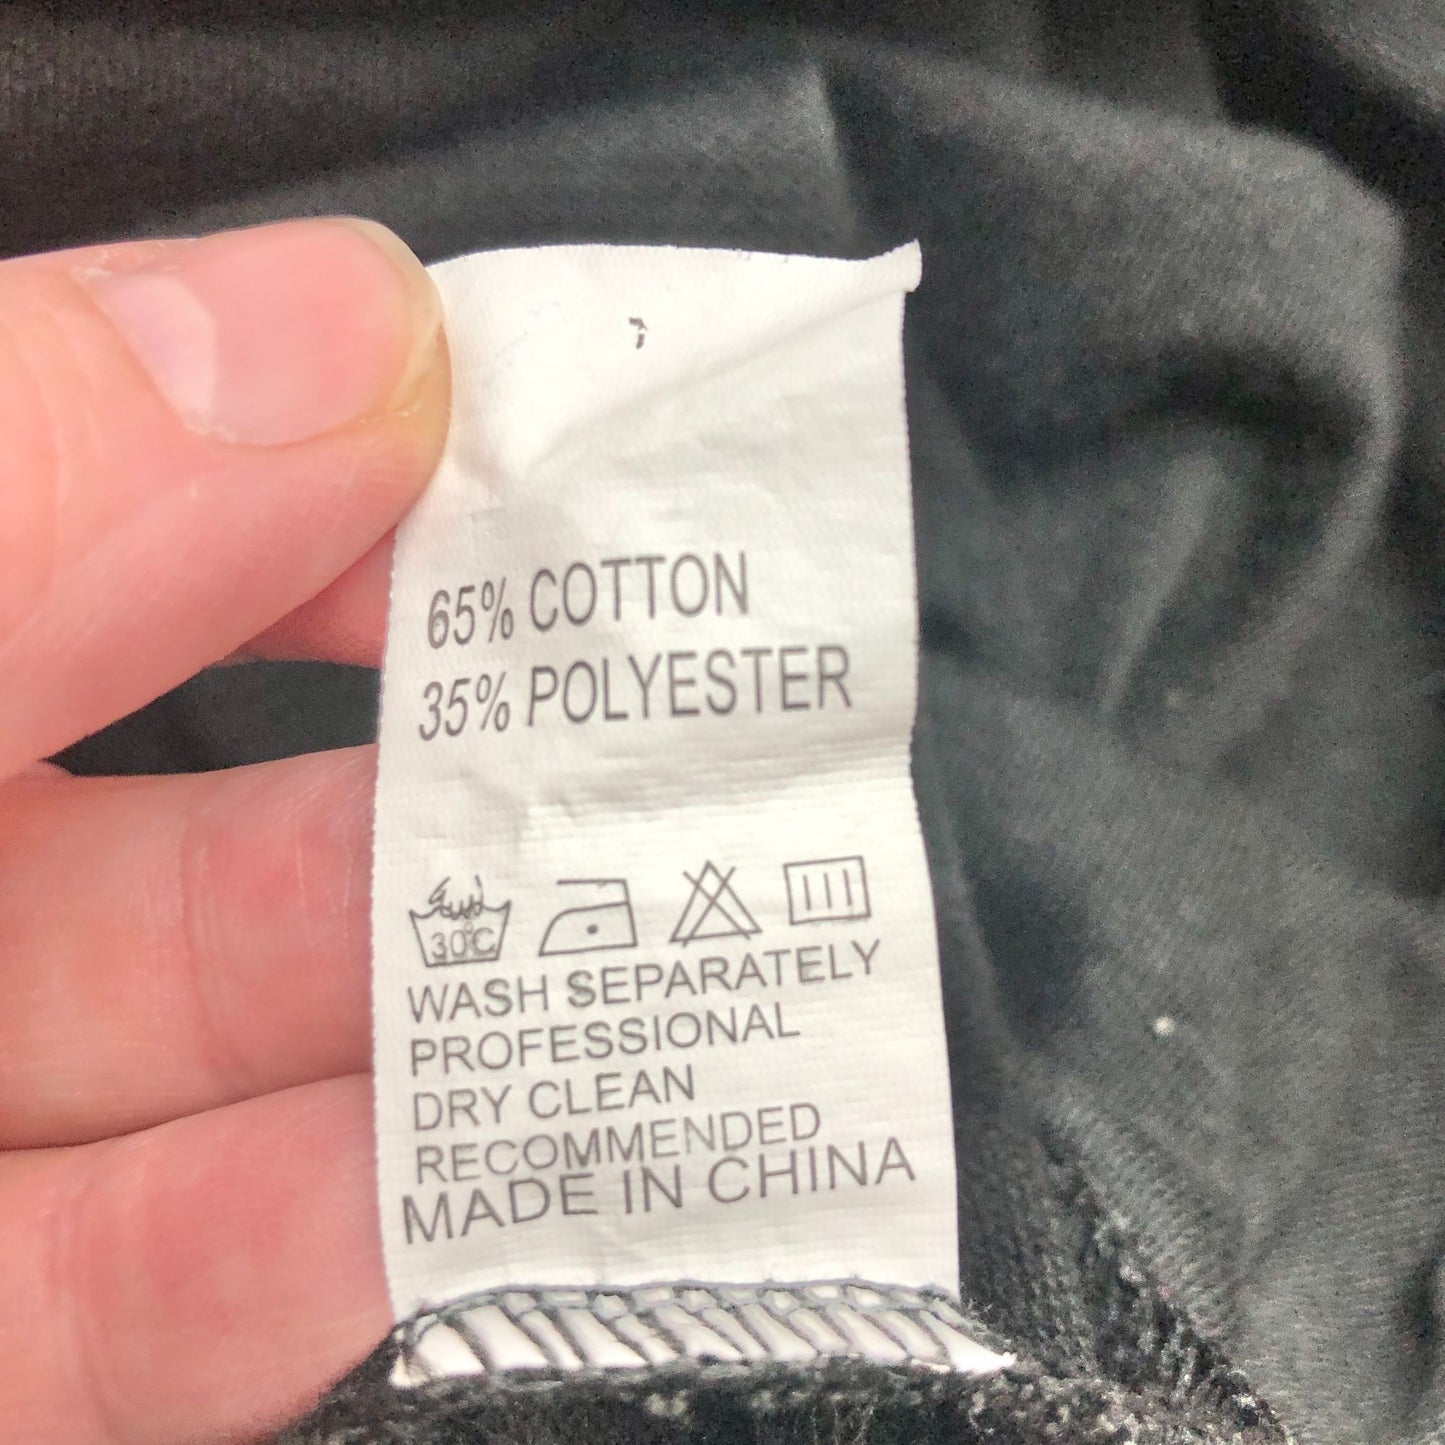 65% COTTON
35% POLYESTER
30°C
WASH SEPARATELY
PROFESSIONAL
DRY CLEAN
RECOMMENDED
MADE IN CHINA